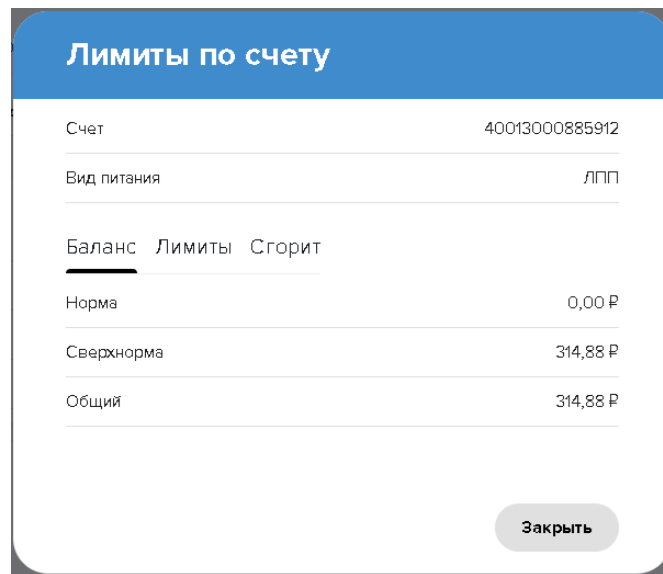 Лимиты по счету
Счет 40013000885912
Вид питания ЛПП
Баланс Лимиты Сгорит
Норма 0,00 ₽
Сверхнорма 314,88 ₽
Общий 314,88 ₽
Закрыть